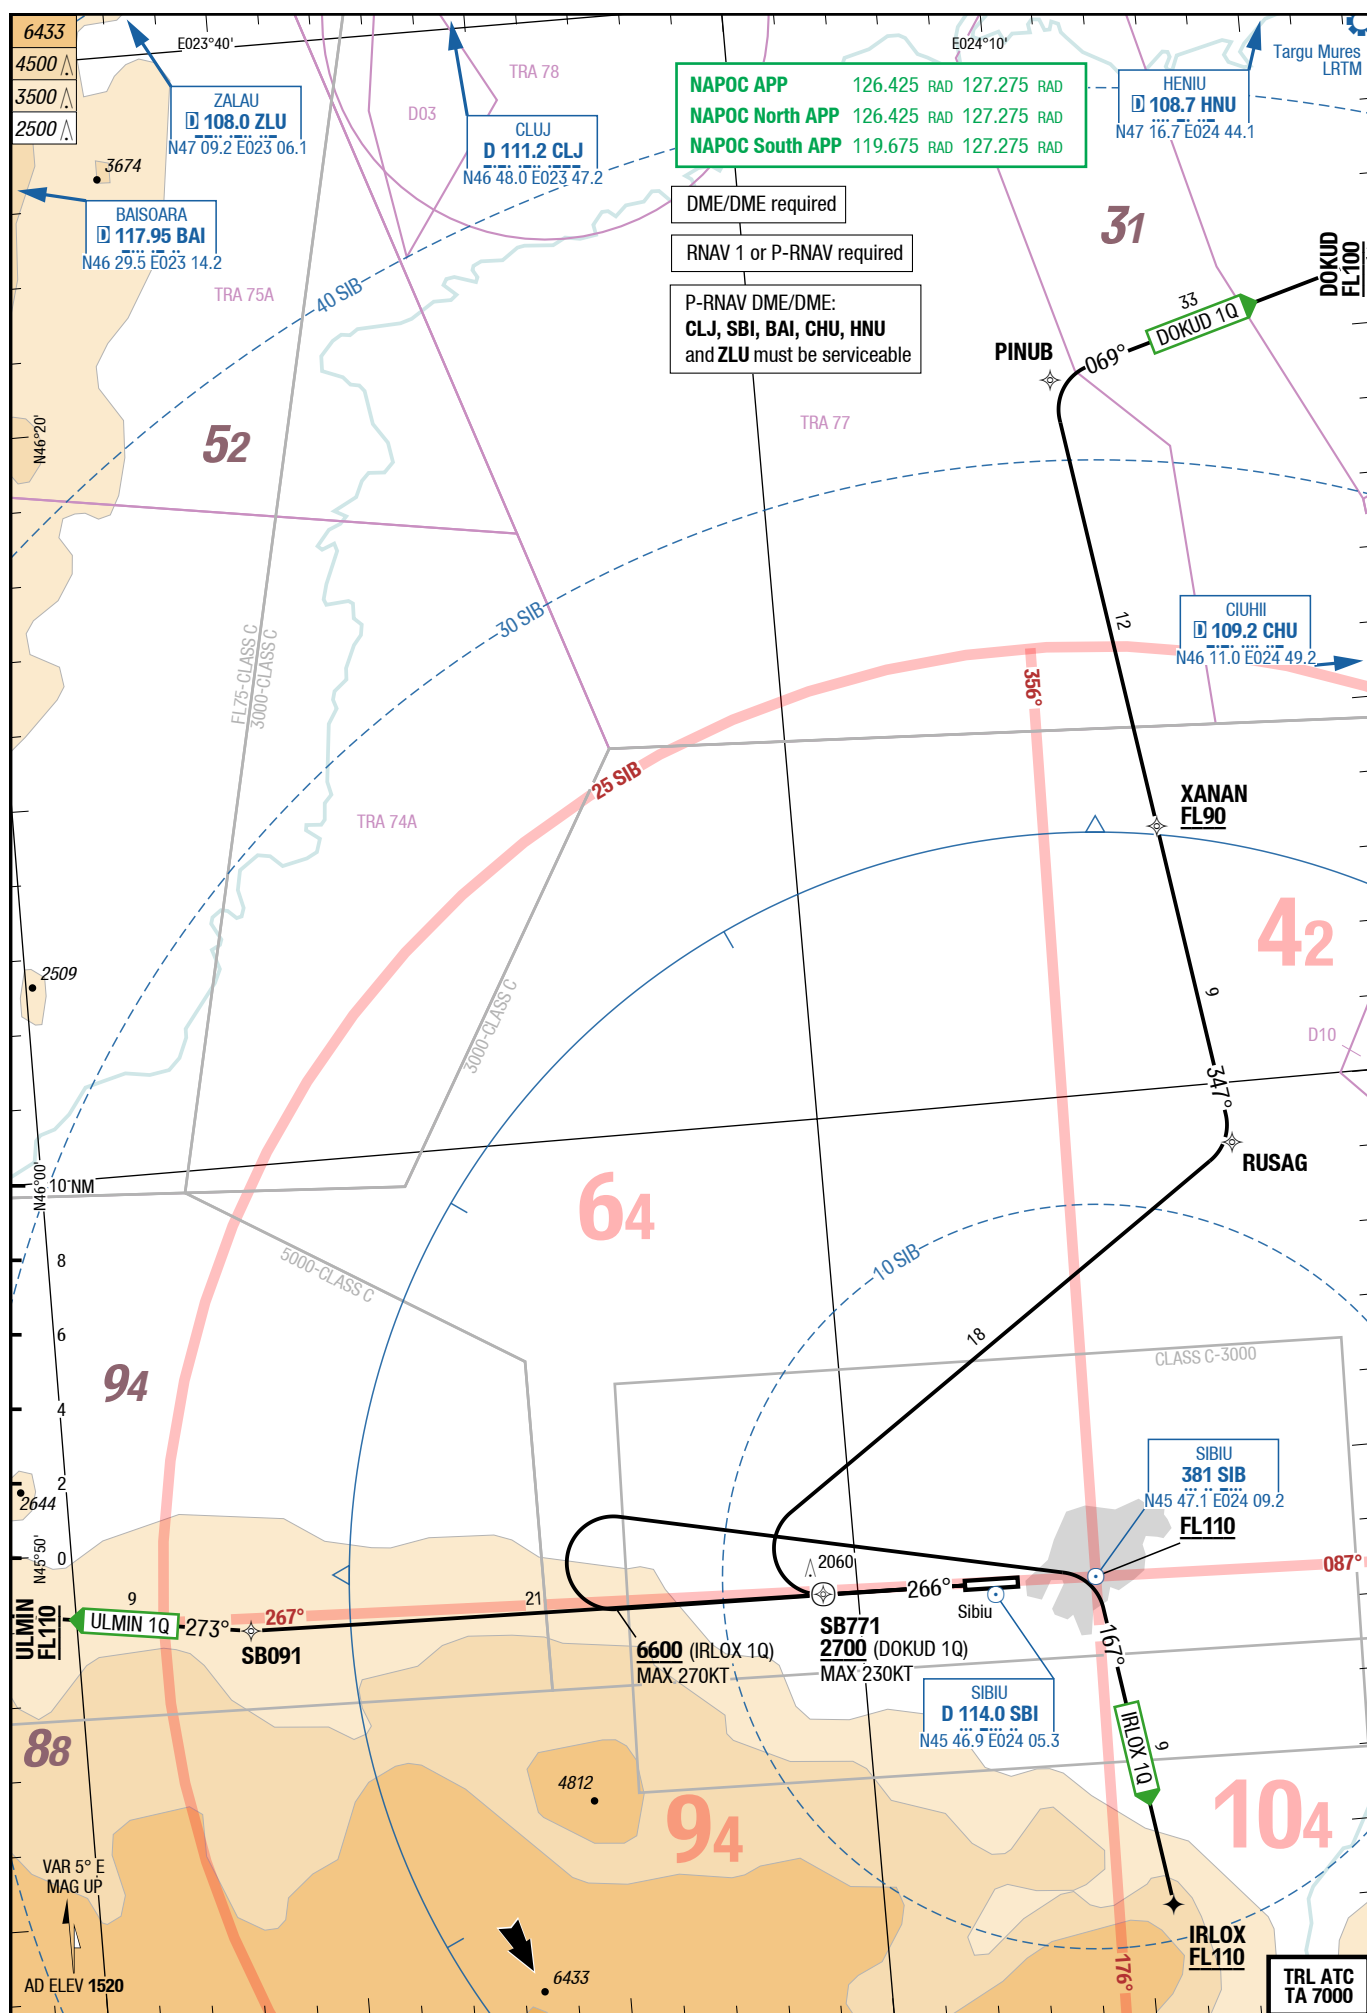 6433
4500
3500
2500
E023°40'
E024°10'
Targu Mures
LRTM
ZALAU
D 108.0 ZLU
N47 09.2 E023 06.1
CLUJ
D 111.2 CLJ
N46 48.0 E023 47.2
HENIU
D 108.7 HNU
N47 16.7 E024 44.1
TRA 78
D03
NAPOC APP 126.425 RAD 127.275 RAD
NAPOC North APP 126.425 RAD 127.275 RAD
NAPOC South APP 119.675 RAD 127.275 RAD
3674
BAISOARA
D 117.95 BAI
N46 29.5 E023 14.2
DME/DME required
RNAV 1 or P-RNAV required
P-RNAV DME/DME:
CLJ, SBI, BAI, CHU, HNU
and ZLU must be serviceable
31
DOKUD
FL100
33
DOKUD 1Q
069°
PINUB
TRA 75A
40 SIB
TRA 77
N46°20'
52
30 SIB
12
CIUHII
D 109.2 CHU
N46 11.0 E024 49.2
FL75-CLASS C
3000-CLASS C
356°
25 SIB
XANAN
FL90
TRA 74A
42
2509
3000-CLASS C
9
D10
347°
RUSAG
N46°00'
10 NM
64
10 SIB
8
5000-CLASS C
6
18
CLASS C-3000
94
4
SIBIU
381 SIB
N45 47.1 E024 09.2
FL110
2
2644
N45°50'
0
2060
087°
ULMIN
FL110
9
ULMIN 1Q
273°
267°
21
266°
Sibiu
SB091
6600 (IRLOX 1Q)
MAX 270KT
SB771
2700 (DOKUD 1Q)
MAX 230KT
167°
SIBIU
D 114.0 SBI
N45 46.9 E024 05.3
IRLOX 1Q
9
88
4812
94
104
VAR 5° E
MAG UP
AD ELEV 1520
6433
176°
IRLOX
FL110
TRL ATC
TA 7000